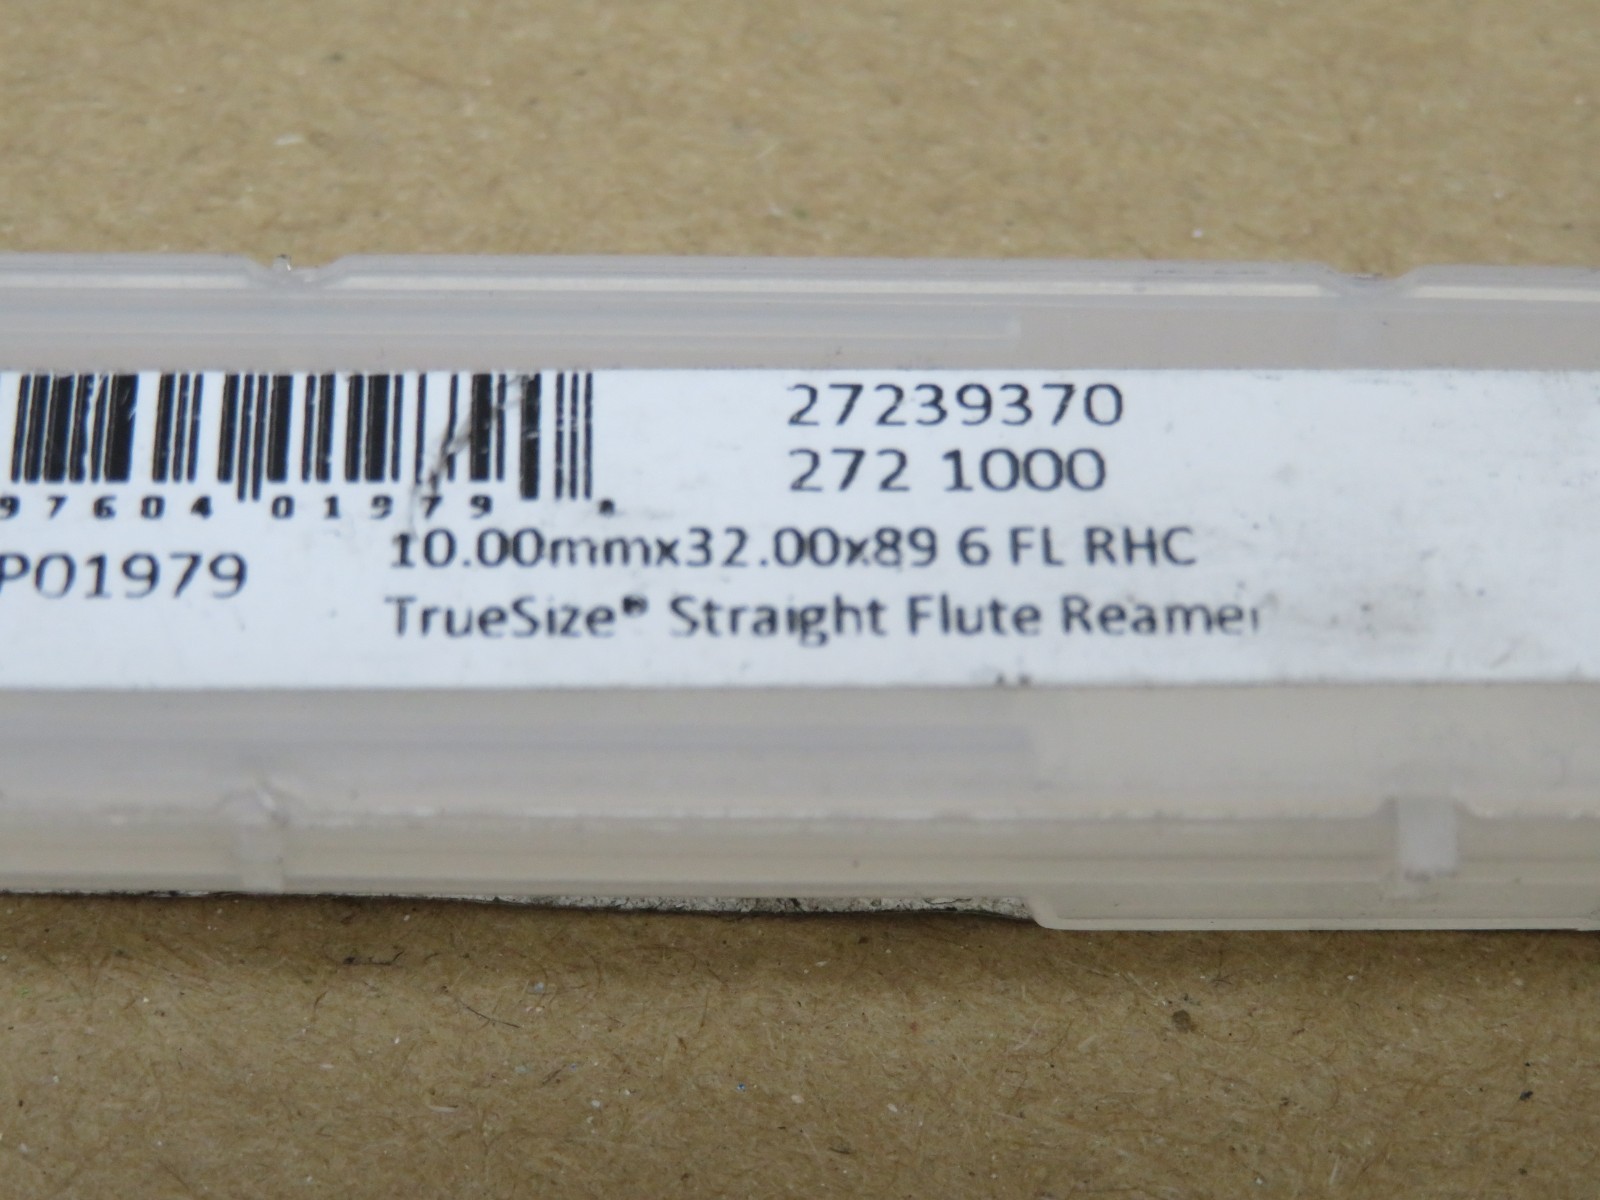 27239370
272 1000
97604 01979
P01979
10.00mmx32.00x89 6 FL RHC
TrueSize® Straight Flute Reamer